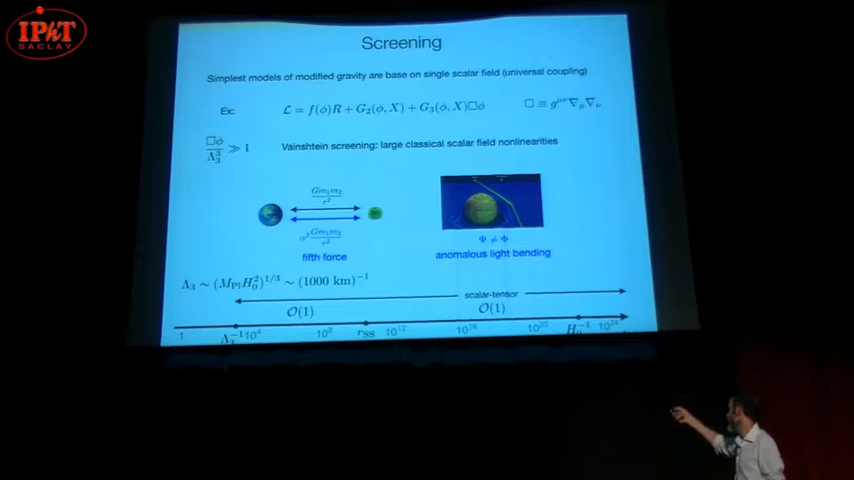 IPhT
SACLAY
Screening
Simplest models of modified gravity are base on single scalar field (universal coupling)
Ex: ℒ = f(φ)R + G₂(φ, X) + G₃(φ, X)□φ □ ≡ g^{μν}∇_μ∇_ν
□φ/Λ₃³ ≫ 1 Vainshtein screening: large classical scalar field nonlinearities
Gm₁m₂/r²
α² Gm₁m₂/r²
fifth force
Φ ≠ Φ
anomalous light bending
Λ₃ ∼ (M_Pl H₀²)^{1/3} ∼ (1000 km)⁻¹
scalar-tensor
𝒪(1) 𝒪(1)
1 Λ₃⁻¹ 10⁴ 10⁸ r_SS 10¹² 10¹⁶ 10²⁰ H₀⁻¹ 10²⁴